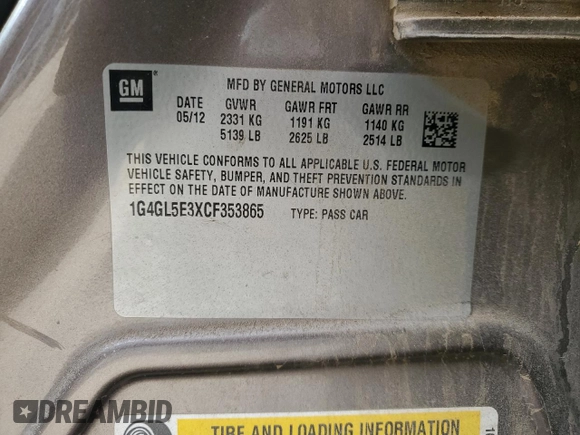 GM ®
MFD BY GENERAL MOTORS LLC
DATE GVWR GAWR FRT GAWR RR
05/12 2331 KG 1191 KG 1140 KG
5139 LB 2625 LB 2514 LB
THIS VEHICLE CONFORMS TO ALL APPLICABLE U.S. FEDERAL MOTOR
VEHICLE SAFETY, BUMPER, AND THEFT PREVENTION STANDARDS IN
EFFECT ON THE DATE OF MANUFACTURE SHOWN ABOVE.
1G4GL5E3XCF353865 TYPE: PASS CAR
TIRE AND LOADING INFORMATION
DREAMBID